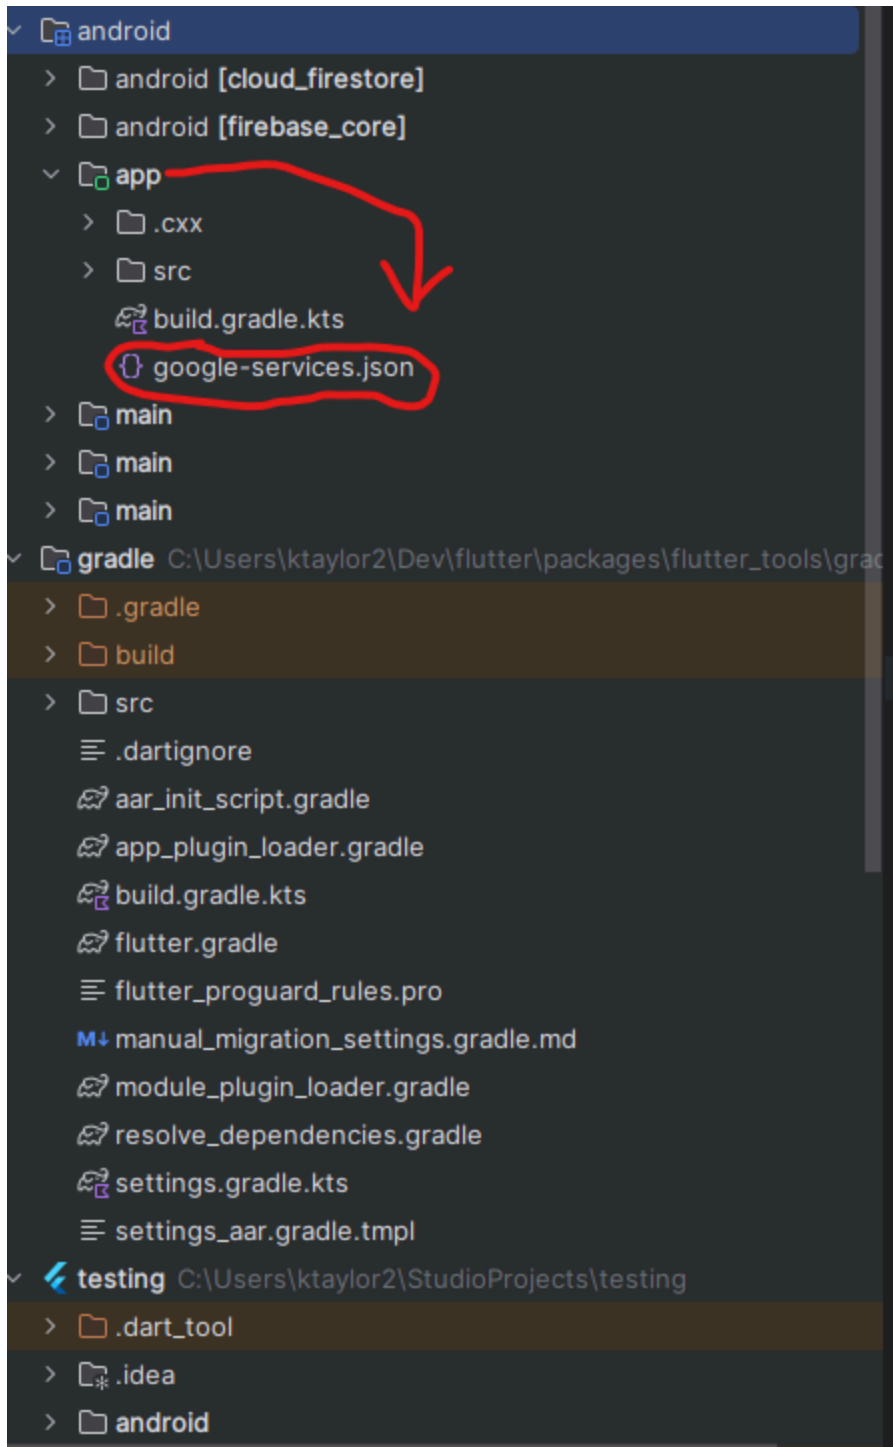 android
android [cloud_firestore]
android [firebase_core]
app
.cxx
src
build.gradle.kts
{} google-services.json
main
main
main
gradle C:\Users\ktaylor2\Dev\flutter\packages\flutter_tools\grad
.gradle
build
src
.dartignore
aar_init_script.gradle
app_plugin_loader.gradle
build.gradle.kts
flutter.gradle
flutter_proguard_rules.pro
M↓ manual_migration_settings.gradle.md
module_plugin_loader.gradle
resolve_dependencies.gradle
settings.gradle.kts
settings_aar.gradle.tmpl
testing C:\Users\ktaylor2\StudioProjects\testing
.dart_tool
.idea
android